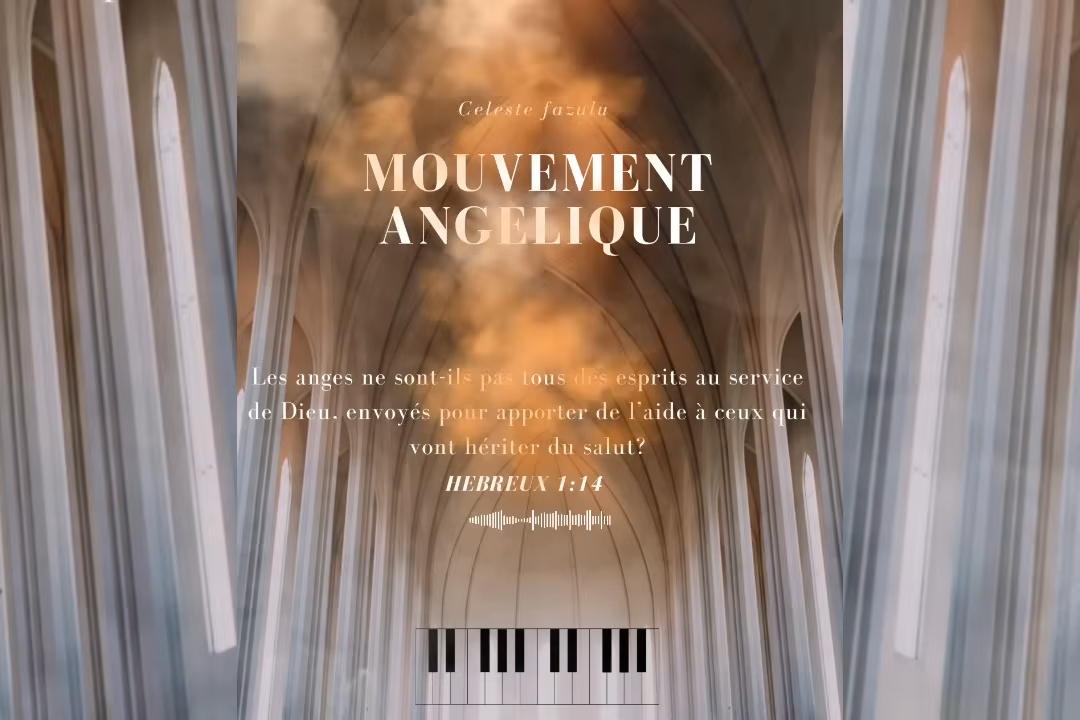 Celeste fazulu
MOUVEMENT
ANGELIQUE
Les anges ne sont-ils pas tous des esprits au service
de Dieu, envoyés pour apporter de l'aide à ceux qui
vont hériter du salut?
HEBREUX 1:14